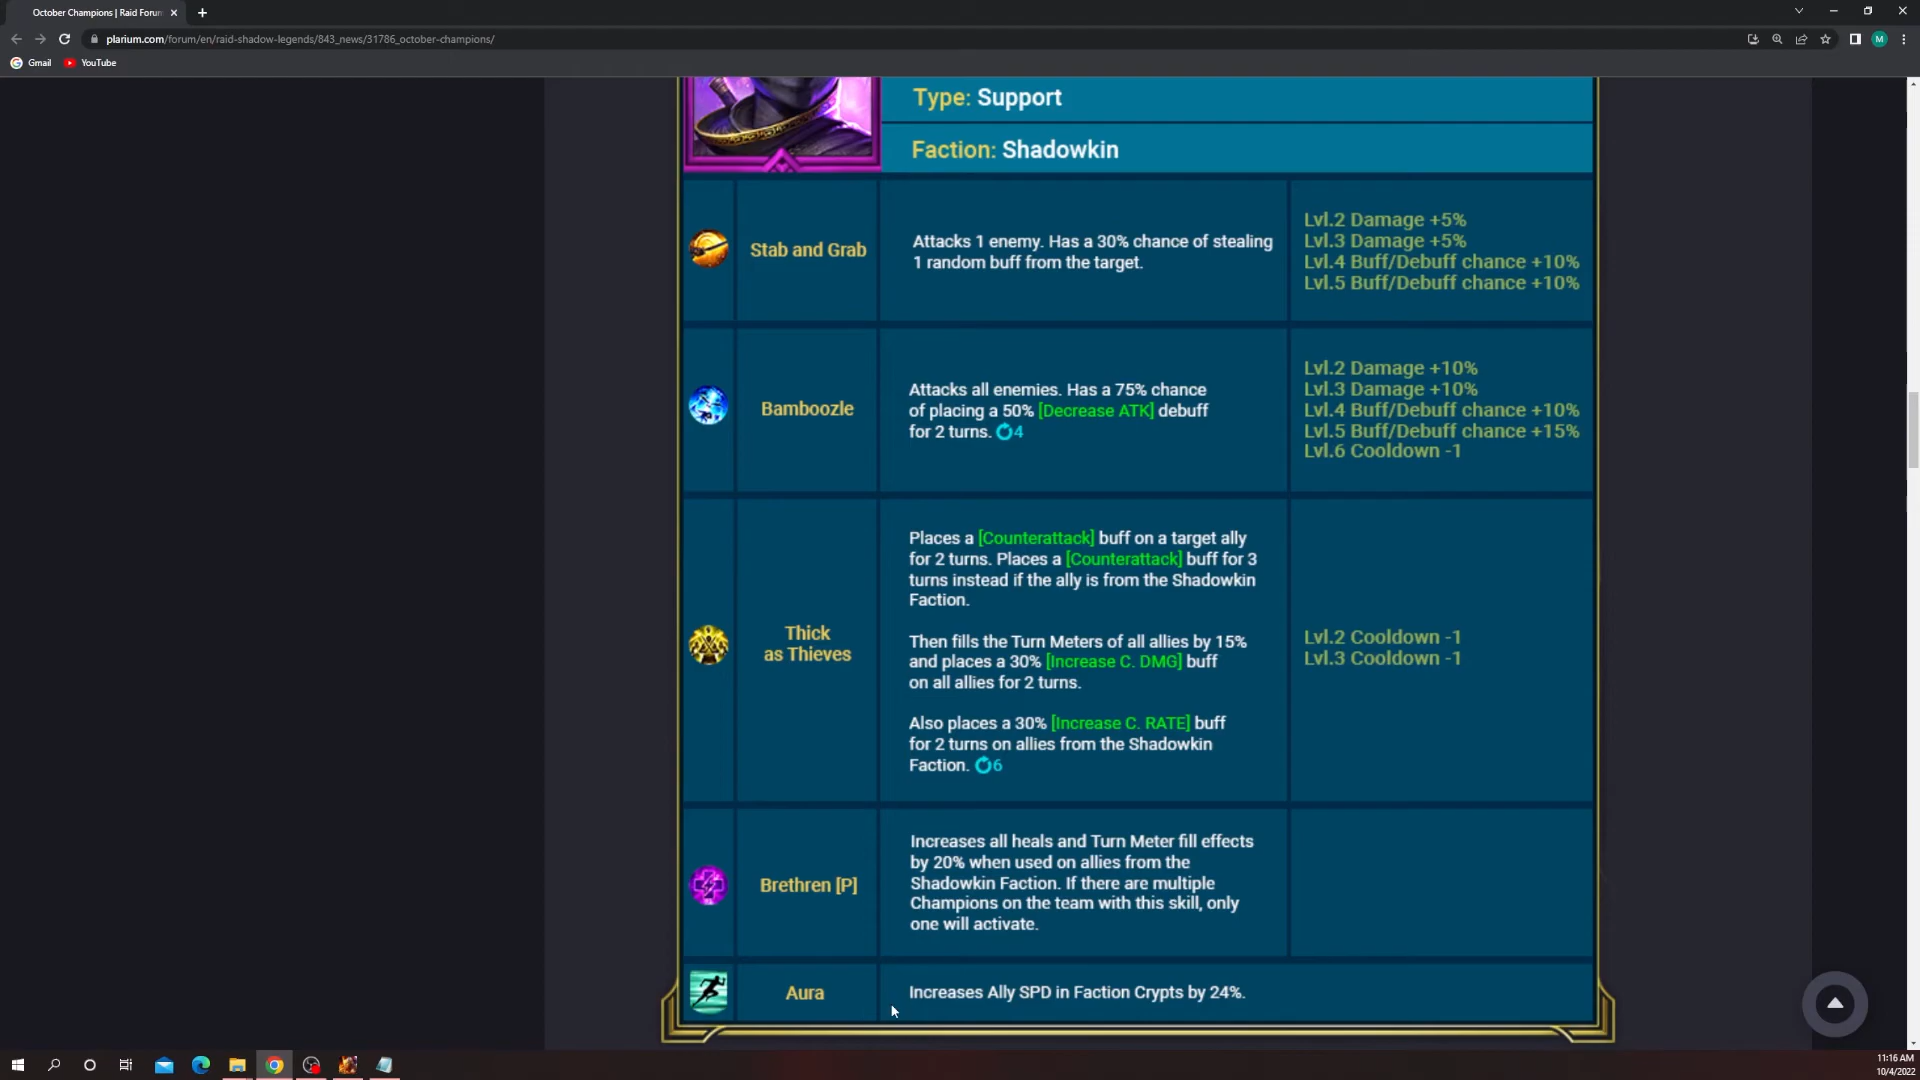 October Champions | Raid Forum
plarium.com/forum/en/raid-shadow-legends/843_news/31786_october-champions/
M
Gmail
YouTube
Type: Support
Faction: Shadowkin
Stab and Grab
Attacks 1 enemy. Has a 30% chance of stealing
1 random buff from the target.
Lvl.2 Damage +5%
Lvl.3 Damage +5%
Lvl.4 Buff/Debuff chance +10%
Lvl.5 Buff/Debuff chance +10%
Bamboozle
Attacks all enemies. Has a 75% chance
of placing a 50% [Decrease ATK] debuff
for 2 turns. 4
Lvl.2 Damage +10%
Lvl.3 Damage +10%
Lvl.4 Buff/Debuff chance +10%
Lvl.5 Buff/Debuff chance +15%
Lvl.6 Cooldown -1
Thick
as Thieves
Places a [Counterattack] buff on a target ally
for 2 turns. Places a [Counterattack] buff for 3
turns instead if the ally is from the Shadowkin
Faction.
Then fills the Turn Meters of all allies by 15%
and places a 30% [Increase C. DMG] buff
on all allies for 2 turns.
Also places a 30% [Increase C. RATE] buff
for 2 turns on allies from the Shadowkin
Faction. 6
Lvl.2 Cooldown -1
Lvl.3 Cooldown -1
Brethren [P]
Increases all heals and Turn Meter fill effects
by 20% when used on allies from the
Shadowkin Faction. If there are multiple
Champions on the team with this skill, only
one will activate.
Aura
Increases Ally SPD in Faction Crypts by 24%.
11:16 AM
10/4/2022